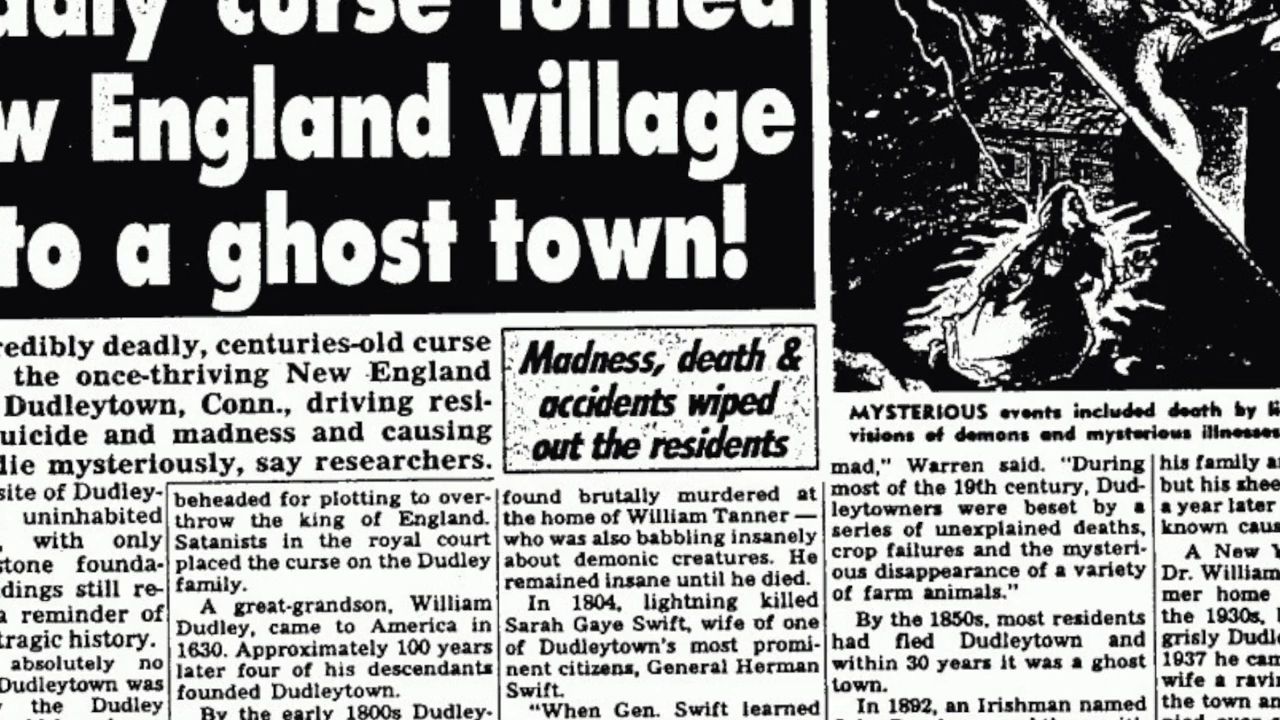 adly curse turned
w England village
to a ghost town!
redibly deadly, centuries-old curse
the once-thriving New England
Dudleytown, Conn., driving resi-
uicide and madness and causing
die mysteriously, say researchers.
Madness, death &
accidents wiped
out the residents
MYSTERIOUS events included death by li
visions of demons and mysterious illnesses
site of Dudley-
uninhabited
, with only
stone founda-
dings still re-
a reminder of
tragic history.
absolutely no
Dudleytown was
the Dudley
beheaded for plotting to over-
throw the king of England.
Satanists in the royal court
placed the curse on the Dudley
family.
A great-grandson, William
Dudley, came to America in
1630. Approximately 100 years
later four of his descendants
founded Dudleytown.
By the early 1800s Dudley-
found brutally murdered at
the home of William Tanner —
who was also babbling insanely
about demonic creatures. He
remained insane until he died.
In 1804, lightning killed
Sarah Gaye Swift, wife of one
of Dudleytown's most promi-
nent citizens, General Herman
Swift.
"When Gen. Swift learned
mad," Warren said. "During
most of the 19th century, Dud-
leytowners were beset by a
series of unexplained deaths,
crop failures and the mysteri-
ous disappearance of a variety
of farm animals."
By the 1850s, most residents
had fled Dudleytown and
within 30 years it was a ghost
town.
In 1892, an Irishman named
his family a
but his shee
a year later
known caus
A New Y
Dr. William
mer home
the 1930s,
grisly Dudl
1937 he cam
wife a ravin
the town an